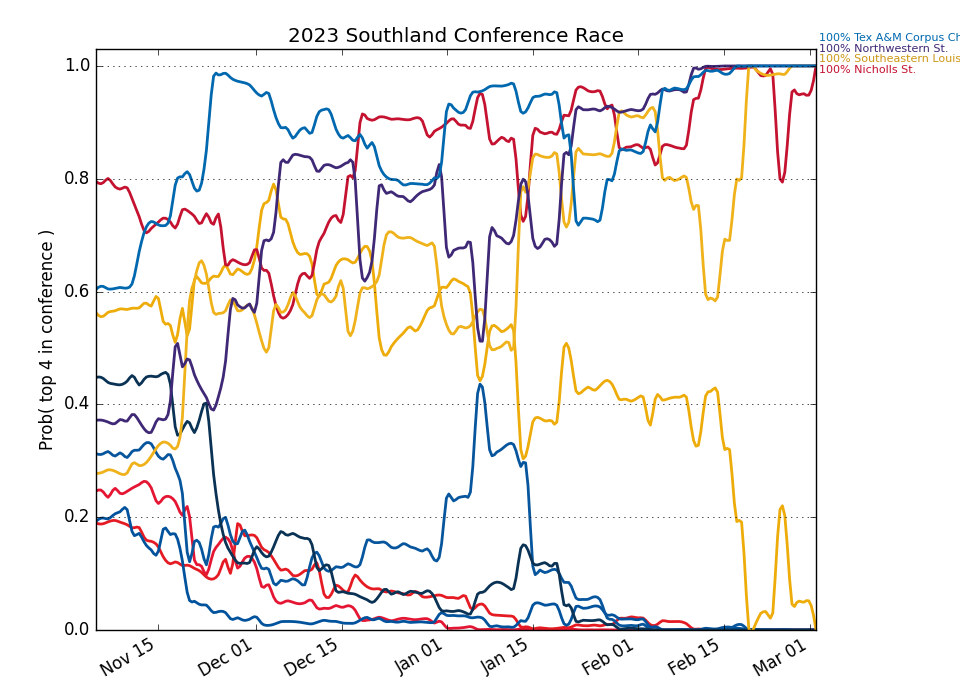 2023 Southland Conference Race
100% Tex A&M Corpus Ch
100% Northwestern St.
100% Southeastern Louis
100% Nicholls St.
Prob( top 4 in conference )
1.0
0.8
0.6
0.4
0.2
0.0
Nov 15
Dec 01
Dec 15
Jan 01
Jan 15
Feb 01
Feb 15
Mar 01